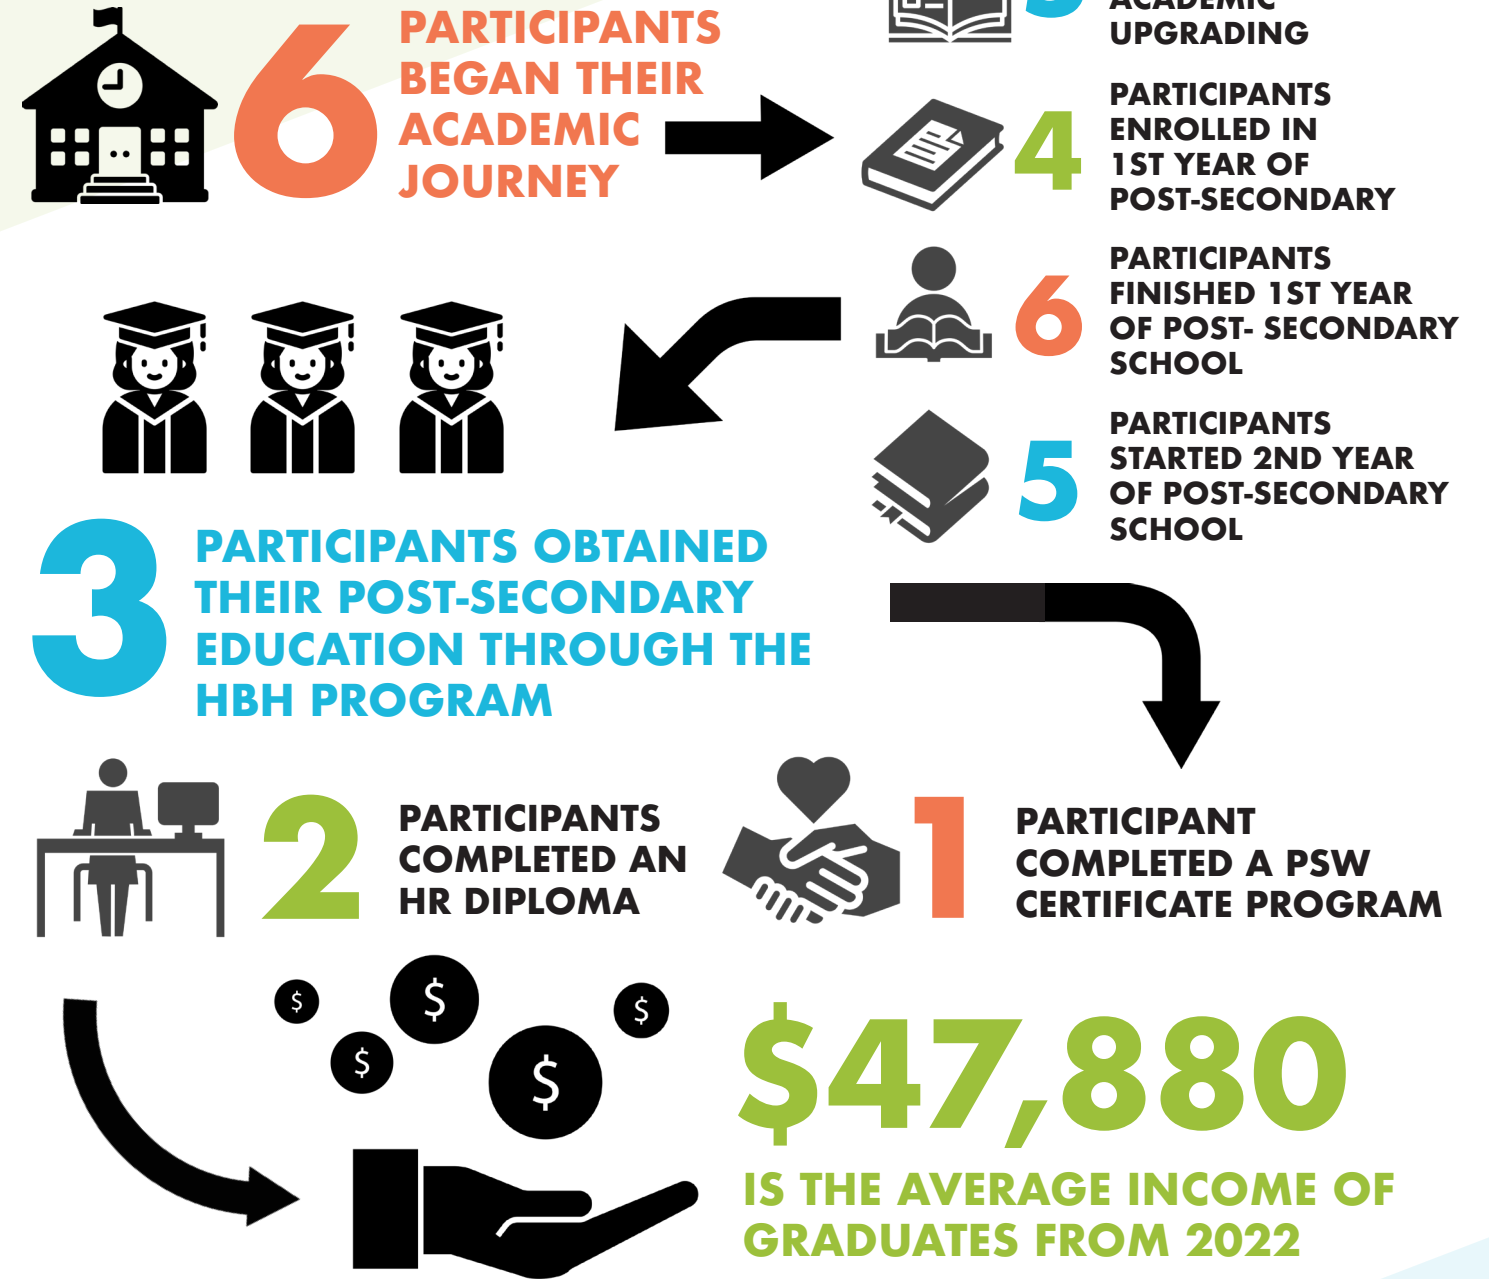 6
PARTICIPANTS
BEGAN THEIR
ACADEMIC
JOURNEY
ACADEMIC
UPGRADING
4
PARTICIPANTS
ENROLLED IN
1ST YEAR OF
POST-SECONDARY
6
PARTICIPANTS
FINISHED 1ST YEAR
OF POST- SECONDARY
SCHOOL
5
PARTICIPANTS
STARTED 2ND YEAR
OF POST-SECONDARY
SCHOOL
3
PARTICIPANTS OBTAINED
THEIR POST-SECONDARY
EDUCATION THROUGH THE
HBH PROGRAM
2
PARTICIPANTS
COMPLETED AN
HR DIPLOMA
1
PARTICIPANT
COMPLETED A PSW
CERTIFICATE PROGRAM
$
$
$
$
$
$47,880
IS THE AVERAGE INCOME OF
GRADUATES FROM 2022